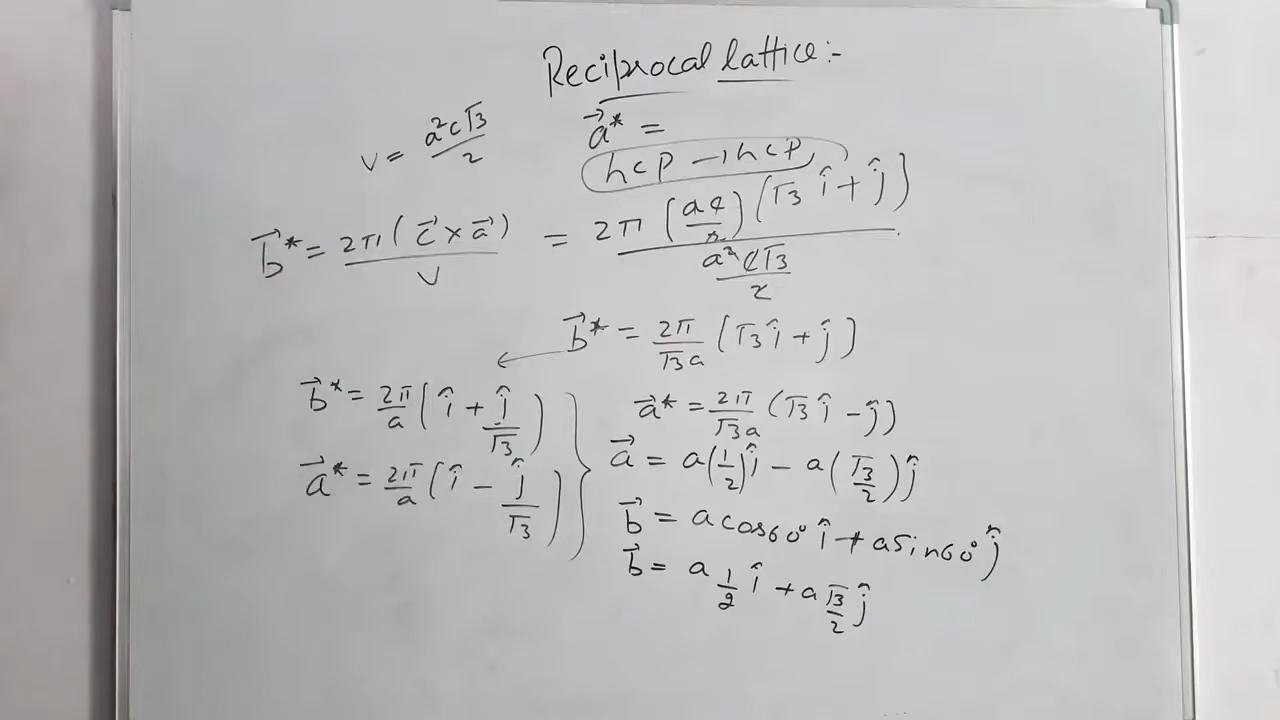 Reciprocal lattice:-
V = a²c√3/2
a⃗* =
hcp → hcp
b⃗* = 2π(c⃗ × a⃗)/V = 2π (ac/2)(√3 î + ĵ) / (a²c√3/2)
b⃗* = 2π/√3a (√3 î + ĵ)
b⃗* = 2π/a (î + ĵ/√3)
a⃗* = 2π/√3a (√3 î - ĵ)
a⃗* = 2π/a (î - ĵ/√3)
a⃗ = a(1/2)î - a(√3/2)ĵ
b⃗ = a cos60° î + a sin60° ĵ
b⃗ = a 1/2 î + a √3/2 ĵ